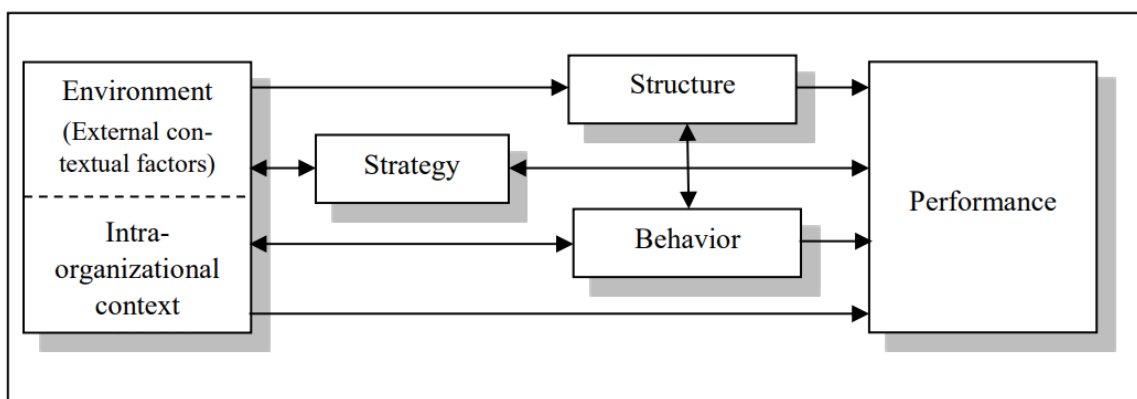 Environment
(External con-
textual factors)
Intra-
organizational
context
Strategy
Structure
Behavior
Performance